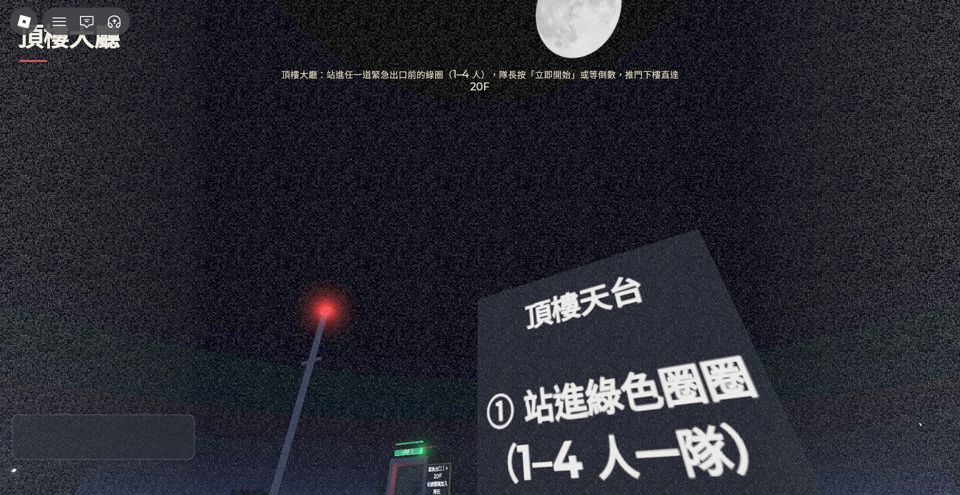 頂樓大廳
頂樓大廳：站進任一道緊急出口前的綠圈（1–4 人），隊長按「立即開始」或等倒數，推門下樓直達
20F
頂樓天台
① 站進綠色圈圈
（1–4 人一隊）
20F